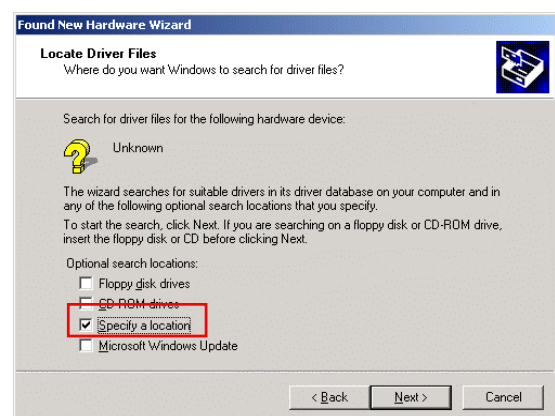 Found New Hardware Wizard
Locate Driver Files
Where do you want Windows to search for driver files?
Search for driver files for the following hardware device:
Unknown
The wizard searches for suitable drivers in its driver database on your computer and in
any of the following optional search locations that you specify.
To start the search, click Next. If you are searching on a floppy disk or CD-ROM drive,
insert the floppy disk or CD before clicking Next.
Optional search locations:
Floppy disk drives
CD-ROM drives
Specify a location
Microsoft Windows Update
< Back
Next >
Cancel